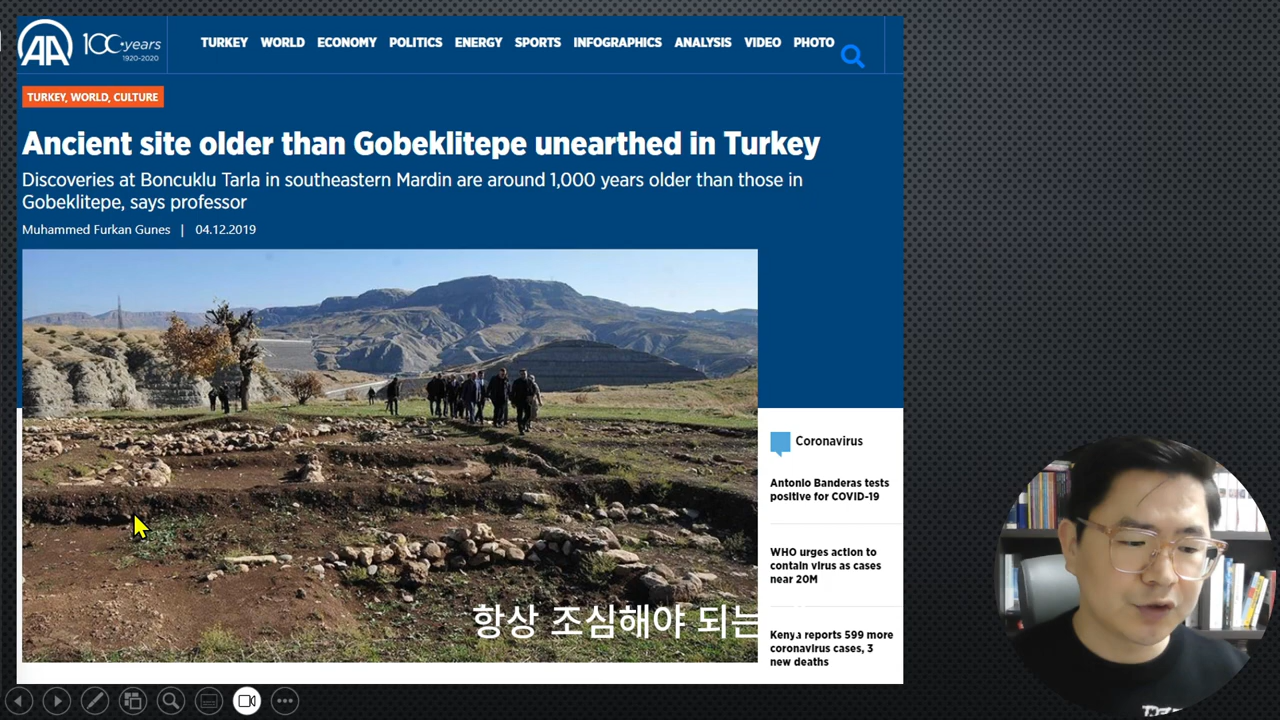 AA
100 years
1920-2020
TURKEY WORLD ECONOMY POLITICS ENERGY SPORTS INFOGRAPHICS ANALYSIS VIDEO PHOTO
TURKEY, WORLD, CULTURE
Ancient site older than Gobeklitepe unearthed in Turkey
Discoveries at Boncuklu Tarla in southeastern Mardin are around 1,000 years older than those in
Gobeklitepe, says professor
Muhammed Furkan Gunes | 04.12.2019
Coronavirus
Antonio Banderas tests
positive for COVID-19
WHO urges action to
contain virus as cases
near 20M
Kenya reports 599 more
coronavirus cases, 3
new deaths
항상 조심해야 되는